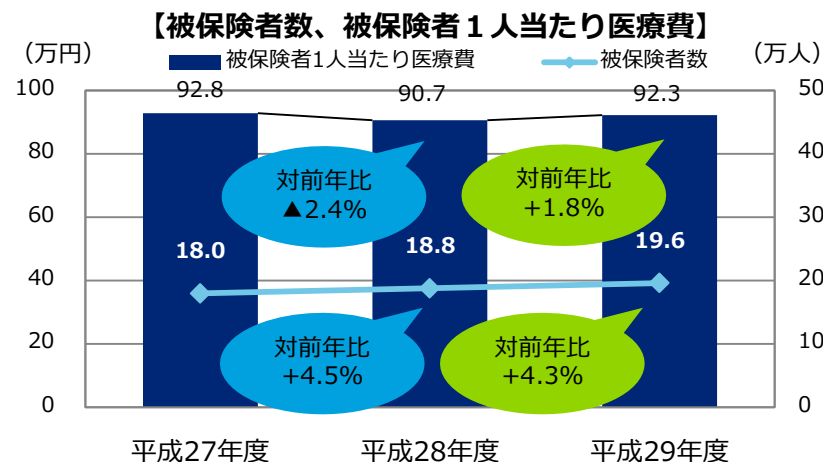 【被保険者数、被保険者１人当たり医療費】
（万円）
被保険者1人当たり医療費
被保険者数
（万人）
100
80
60
40
20
0
50
40
30
20
10
0
92.8
90.7
92.3
対前年比
▲2.4%
対前年比
+1.8%
18.0
18.8
19.6
対前年比
+4.5%
対前年比
+4.3%
平成27年度
平成28年度
平成29年度